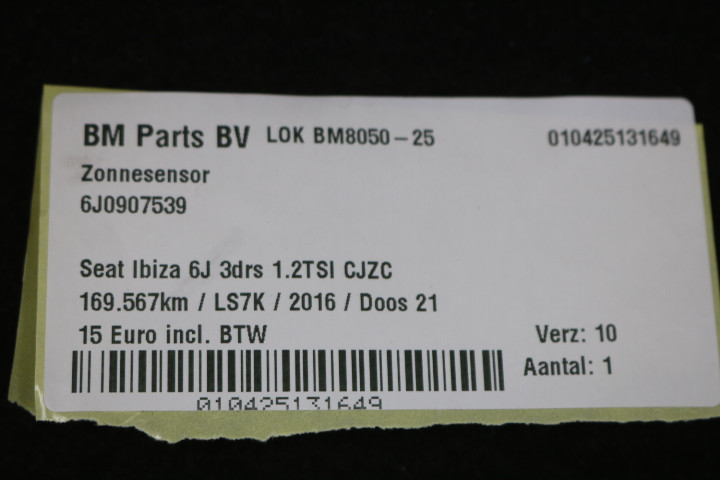 BM Parts BV LOK BM8050-25 010425131649
Zonnesensor
6J0907539
Seat Ibiza 6J 3drs 1.2TSI CJZC
169.567km / LS7K / 2016 / Doos 21
15 Euro incl. BTW Verz: 10
Aantal: 1
010425131649